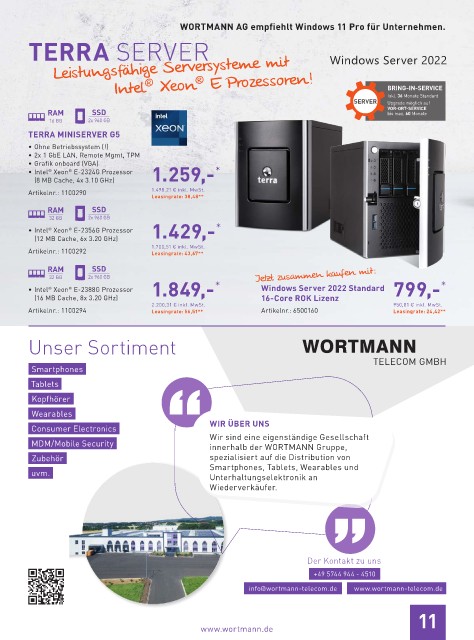 WORTMANN AG empfiehlt Windows 11 Pro für Unternehmen.
TERRA SERVER
Leistungsfähige Serversysteme mit
Intel® Xeon® E Prozessoren!
Windows Server 2022
BRING-IN-SERVICE
inkl. 36 Monate Standard
Upgrade möglich auf
VOR-ORT-SERVICE
bis max. 60 Monate
SERVER
RAM
16 GB
SSD
2x 960 GB
intel
XEON
TERRA MINISERVER G5
• Ohne Betriebssystem (!)
• 2x 1 GbE LAN, Remote Mgmt, TPM
• Grafik onboard (VGA)
• Intel® Xeon® E-2324G Prozessor
(8 MB Cache, 4x 3.10 GHz)
Artikelnr.: 1100290
1.259,-*
1.498,21 € inkl. MwSt.
Leasingrate: 38,48**
terra
RAM
32 GB
SSD
2x 960 GB
• Intel® Xeon® E-2356G Prozessor
(12 MB Cache, 6x 3.20 GHz)
Artikelnr.: 1100292
1.429,-*
1.700,51 € inkl. MwSt.
Leasingrate: 43,67**
RAM
32 GB
SSD
2x 960 GB
• Intel® Xeon® E-2388G Prozessor
(16 MB Cache, 8x 3.20 GHz)
Artikelnr.: 1100294
1.849,-*
2.200,31 € inkl. MwSt.
Leasingrate: 56,51**
Jetzt zusammen kaufen mit:
Windows Server 2022 Standard
16-Core ROK Lizenz
Artikelnr.: 6500160
799,-*
950,81 € inkl. MwSt.
Leasingrate: 24,42**
Unser Sortiment
WORTMANN
TELECOM GMBH
Smartphones
Tablets
Kopfhörer
Wearables
Consumer Electronics
MDM/Mobile Security
Zubehör
uvm.
WIR ÜBER UNS
Wir sind eine eigenständige Gesellschaft
innerhalb der WORTMANN Gruppe,
spezialisiert auf die Distribution von
Smartphones, Tablets, Wearables und
Unterhaltungselektronik an
Wiederverkäufer.
Der Kontakt zu uns
+49 5744 944 - 4510
info@wortmann-telecom.de
www.wortmann-telecom.de
www.wortmann.de
11